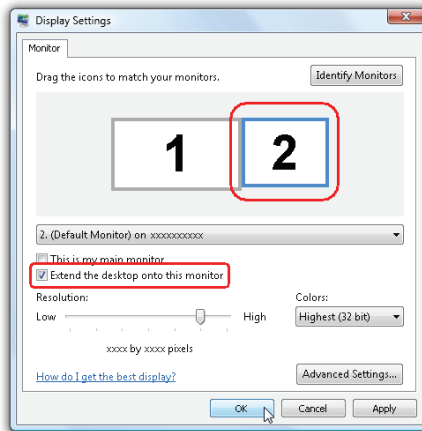 Display Settings
Monitor
Drag the icons to match your monitors.
Identify Monitors
1
2
2. (Default Monitor) on xxxxxxxxxx
This is my main monitor
Extend the desktop onto this monitor
Resolution:
Colors:
Low
High
Highest (32 bit)
xxxx by xxxx pixels
How do I get the best display?
Advanced Settings...
OK
Cancel
Apply